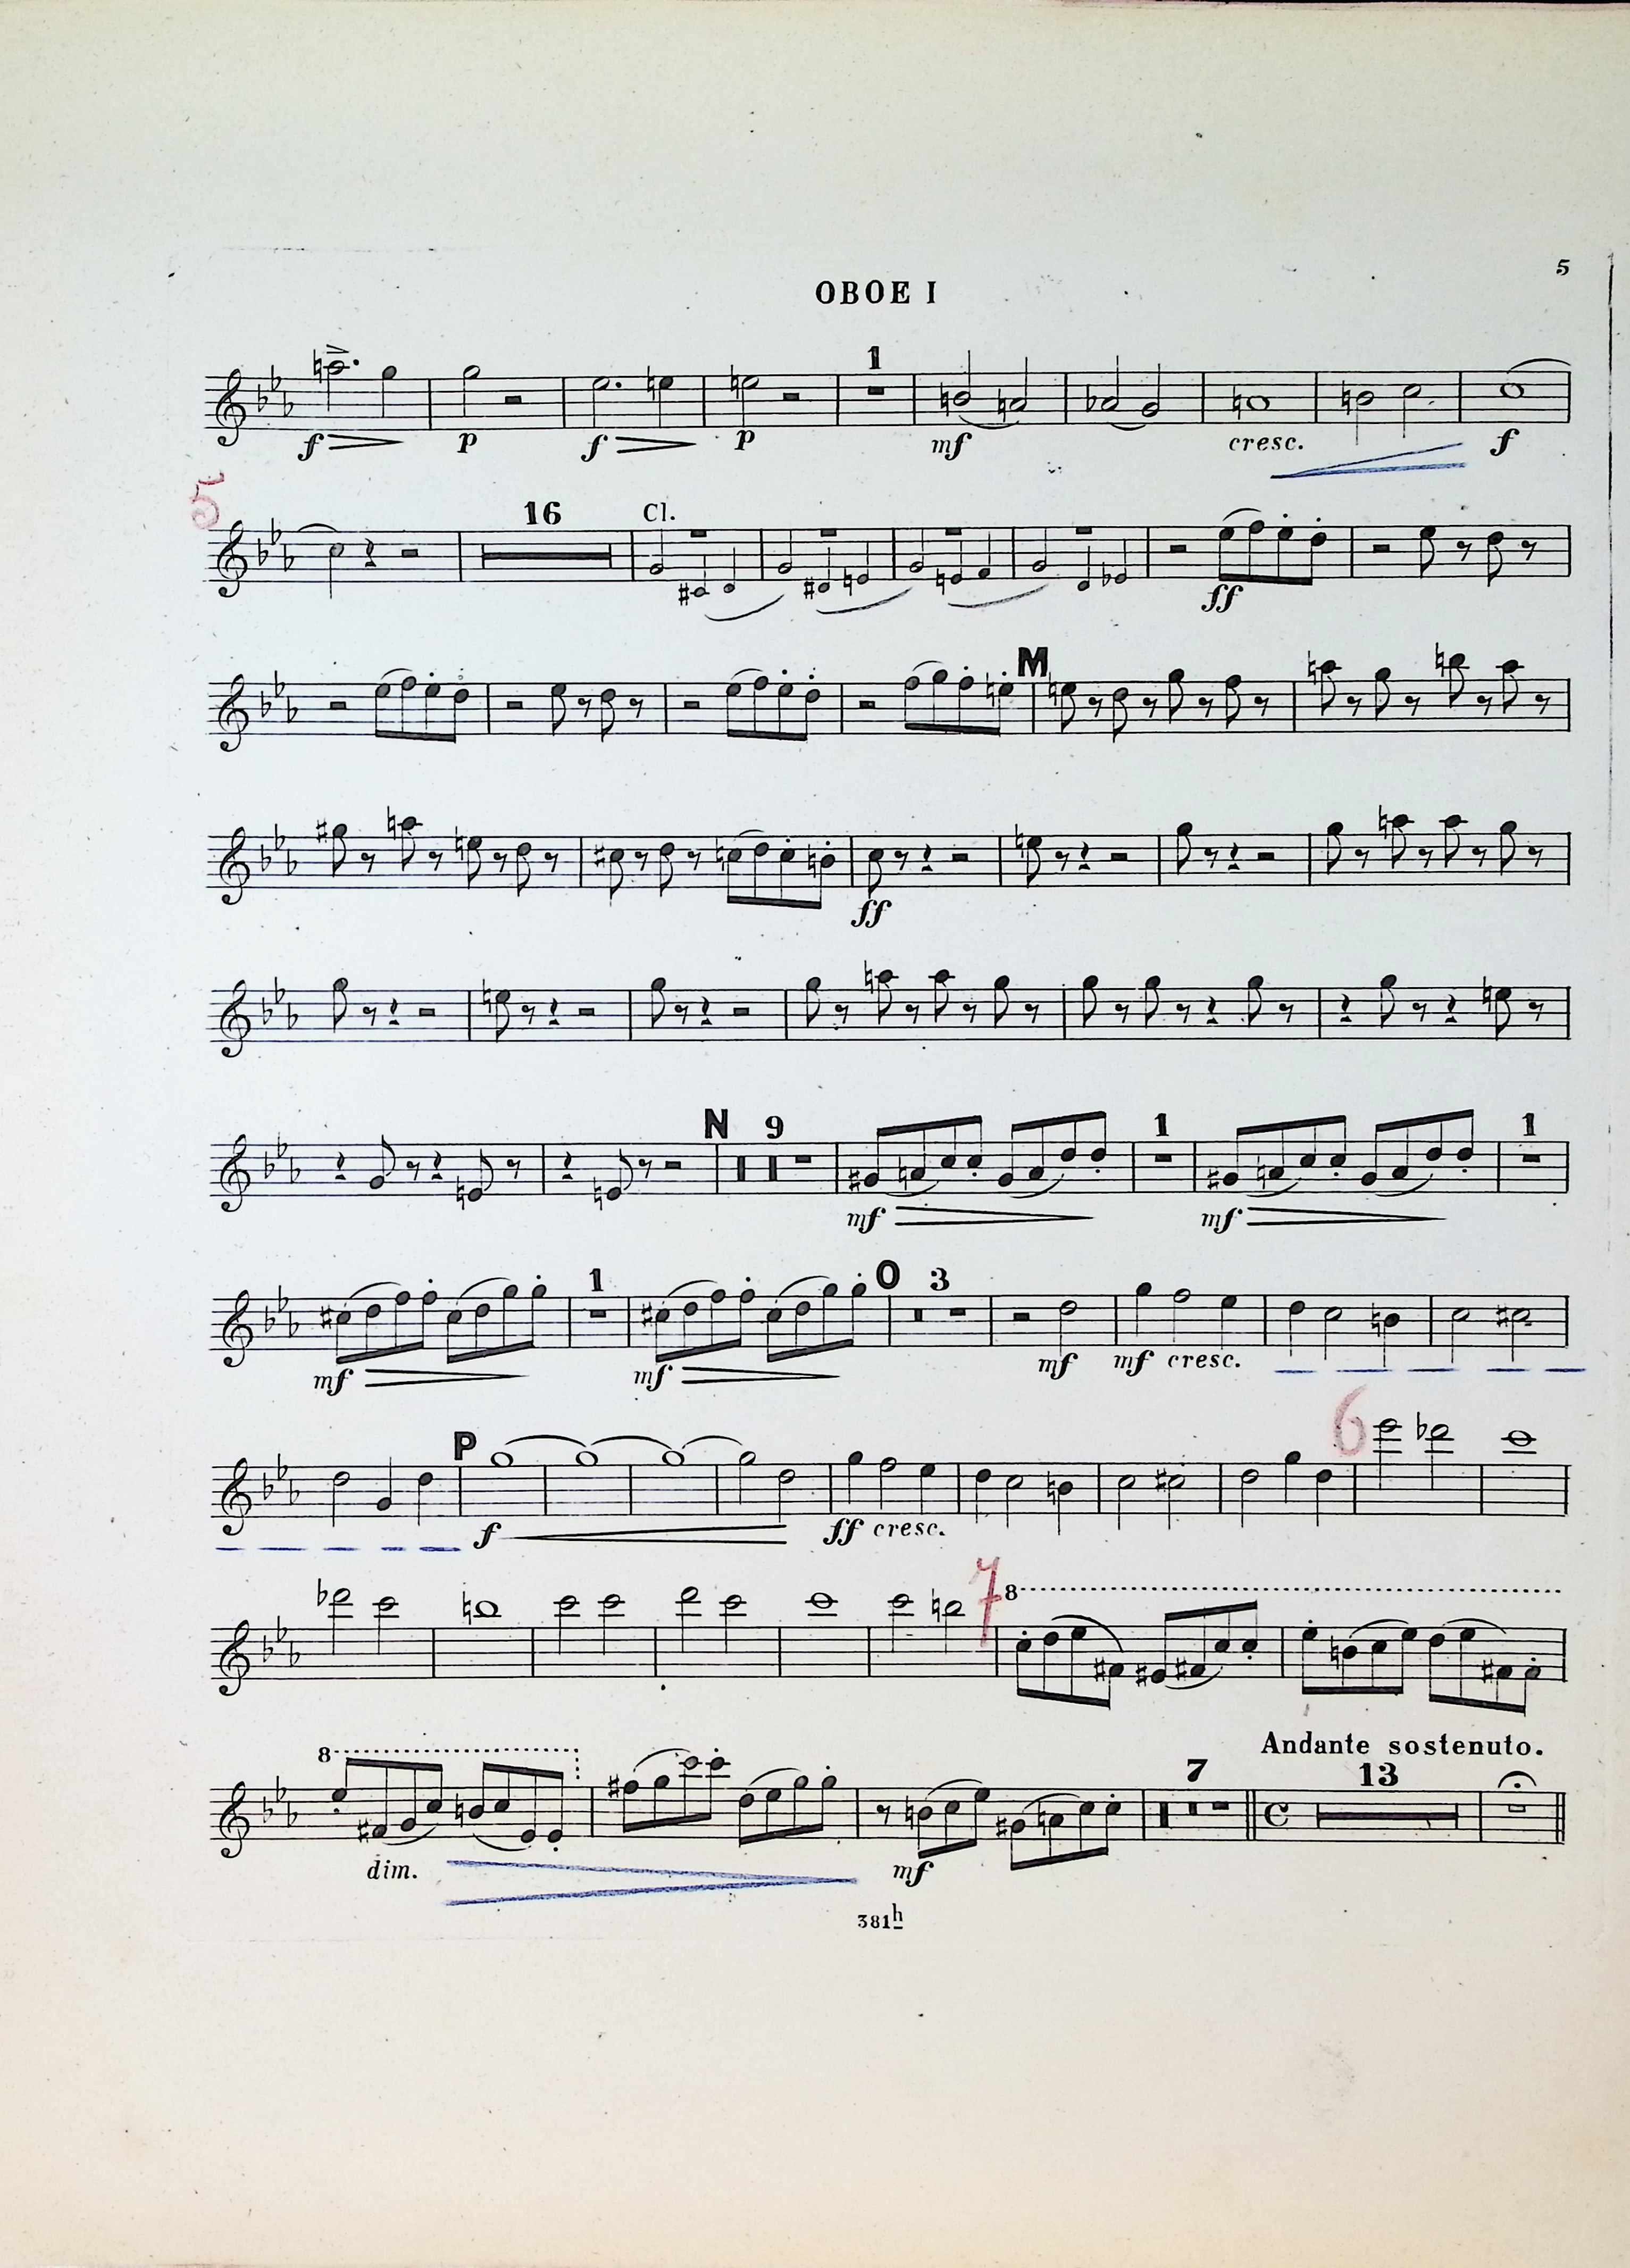 5
OBOE I
1
f p f p mf cresc. f
5
16 Cl.
ff
M
ff
N 9 1 1
mf mf
1 O 3
mf mf mf mf cresc.
P 6
f ff cresc.
7 8
8 7 Andante sostenuto. 13
dim. mf
381h